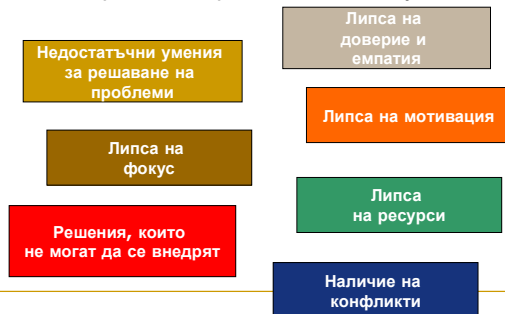 Липса на
доверие и
емпатия
Недостатъчни умения
за решаване на
проблеми
Липса на мотивация
Липса на
фокус
Липса
на ресурси
Решения, които
не могат да се внедрят
Наличие на
конфликти